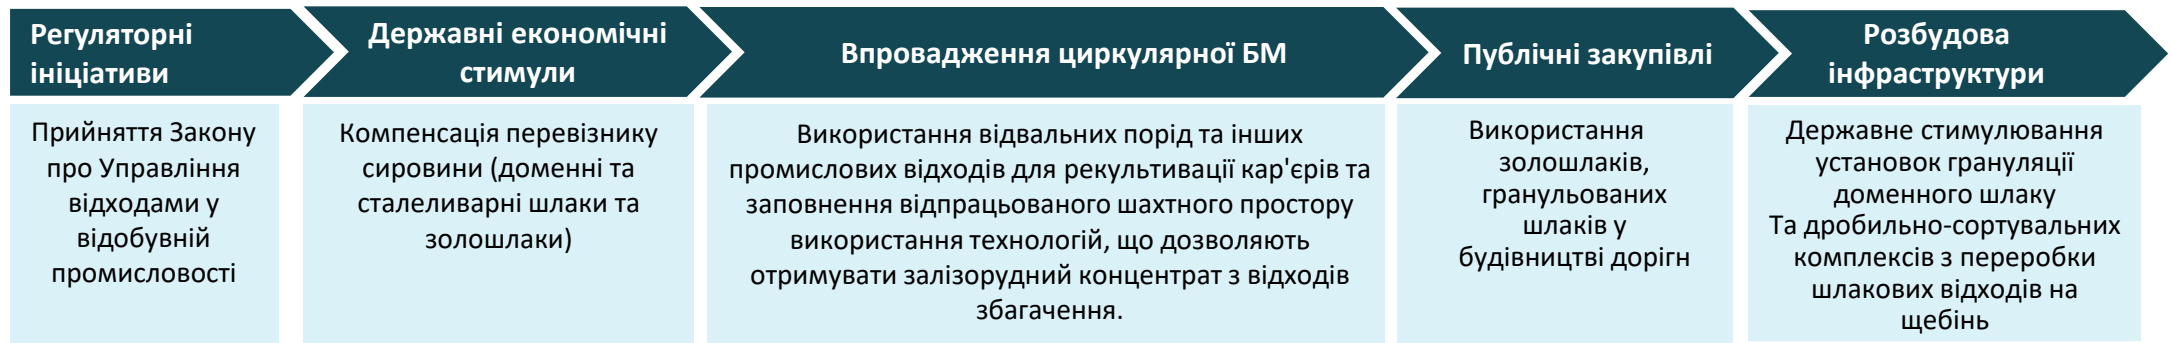 Регуляторні
ініціативи
Державні економічні
стимули
Впровадження циркулярної БМ
Публічні закупівлі
Розбудова
інфраструктури
Прийняття Закону
про Управління
відходами у
відобувній
промисловості
Компенсація перевізнику
сировини (доменні та
сталеливарні шлаки та
золошлаки)
Використання відвальних порід та інших
промислових відходів для рекультивації кар'єрів та
заповнення відпрацьованого шахтного простору
використання технологій, що дозволяють
отримувати залізорудний концентрат з відходів
збагачення.
Використання
золошлаків,
гранульованих
шлаків у
будівництві дорігн
Державне стимулювання
установок грануляції
доменного шлаку
Та дробильно-сортувальних
комплексів з переробки
шлакових відходів на
щебінь